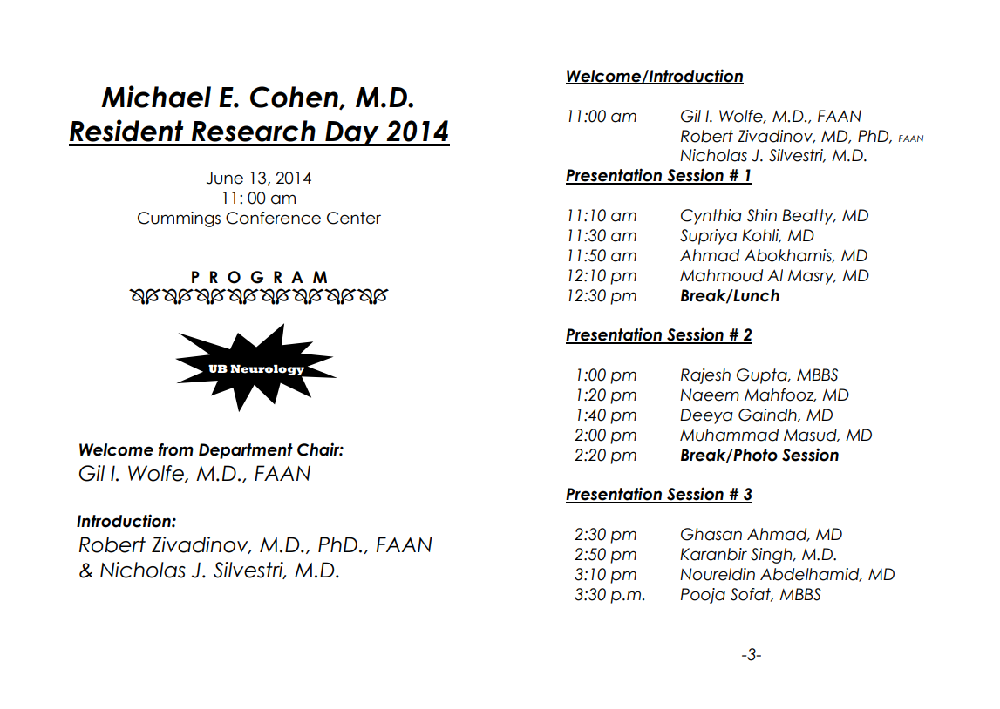 Michael E. Cohen, M.D.
Resident Research Day 2014
June 13, 2014
11: 00 am
Cummings Conference Center
P R O G R A M
UB Neurology
Welcome from Department Chair:
Gil I. Wolfe, M.D., FAAN
Introduction:
Robert Zivadinov, M.D., PhD., FAAN
& Nicholas J. Silvestri, M.D.
Welcome/Introduction
11:00 am Gil I. Wolfe, M.D., FAAN
Robert Zivadinov, MD, PhD, FAAN
Nicholas J. Silvestri, M.D.
Presentation Session # 1
11:10 am Cynthia Shin Beatty, MD
11:30 am Supriya Kohli, MD
11:50 am Ahmad Abokhamis, MD
12:10 pm Mahmoud Al Masry, MD
12:30 pm Break/Lunch
Presentation Session # 2
1:00 pm Rajesh Gupta, MBBS
1:20 pm Naeem Mahfooz, MD
1:40 pm Deeya Gaindh, MD
2:00 pm Muhammad Masud, MD
2:20 pm Break/Photo Session
Presentation Session # 3
2:30 pm Ghasan Ahmad, MD
2:50 pm Karanbir Singh, M.D.
3:10 pm Noureldin Abdelhamid, MD
3:30 p.m. Pooja Sofat, MBBS
-3-